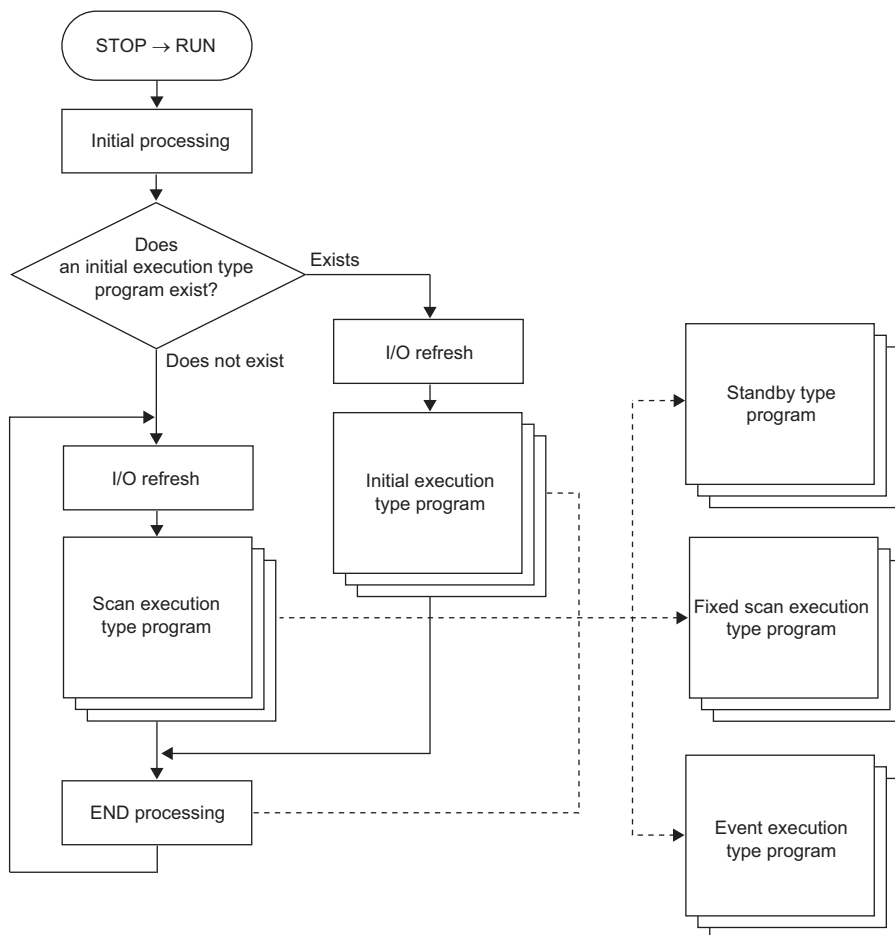 STOP → RUN
Initial processing
Does
an initial execution type
program exist?
Exists
Does not exist
I/O refresh
Initial execution
type program
I/O refresh
Scan execution
type program
END processing
Standby type
program
Fixed scan execution
type program
Event execution
type program